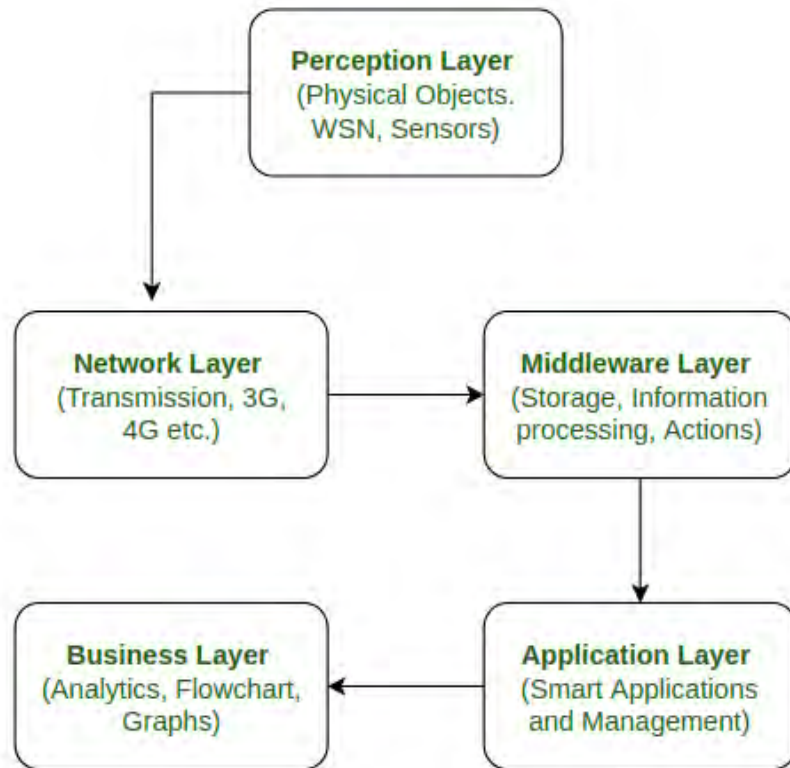 Perception Layer
(Physical Objects.
WSN, Sensors)
Network Layer
(Transmission, 3G,
4G etc.)
Middleware Layer
(Storage, Information
processing, Actions)
Business Layer
(Analytics, Flowchart,
Graphs)
Application Layer
(Smart Applications
and Management)